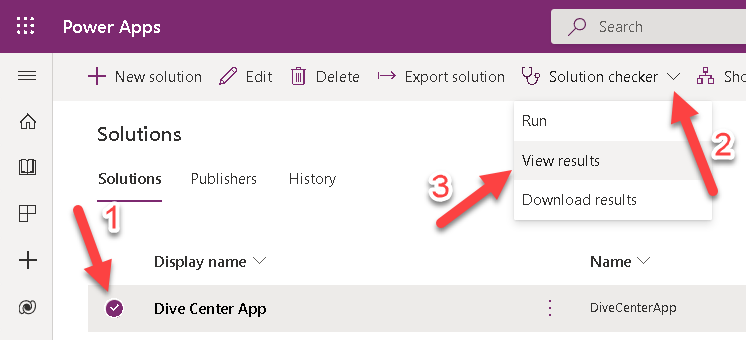 Power Apps
Search
New solution Edit Delete Export solution Solution checker Sho
Run
Solutions
2
View results
3
Solutions Publishers History
Download results
1
Display name Name
Dive Center App DiveCenterApp